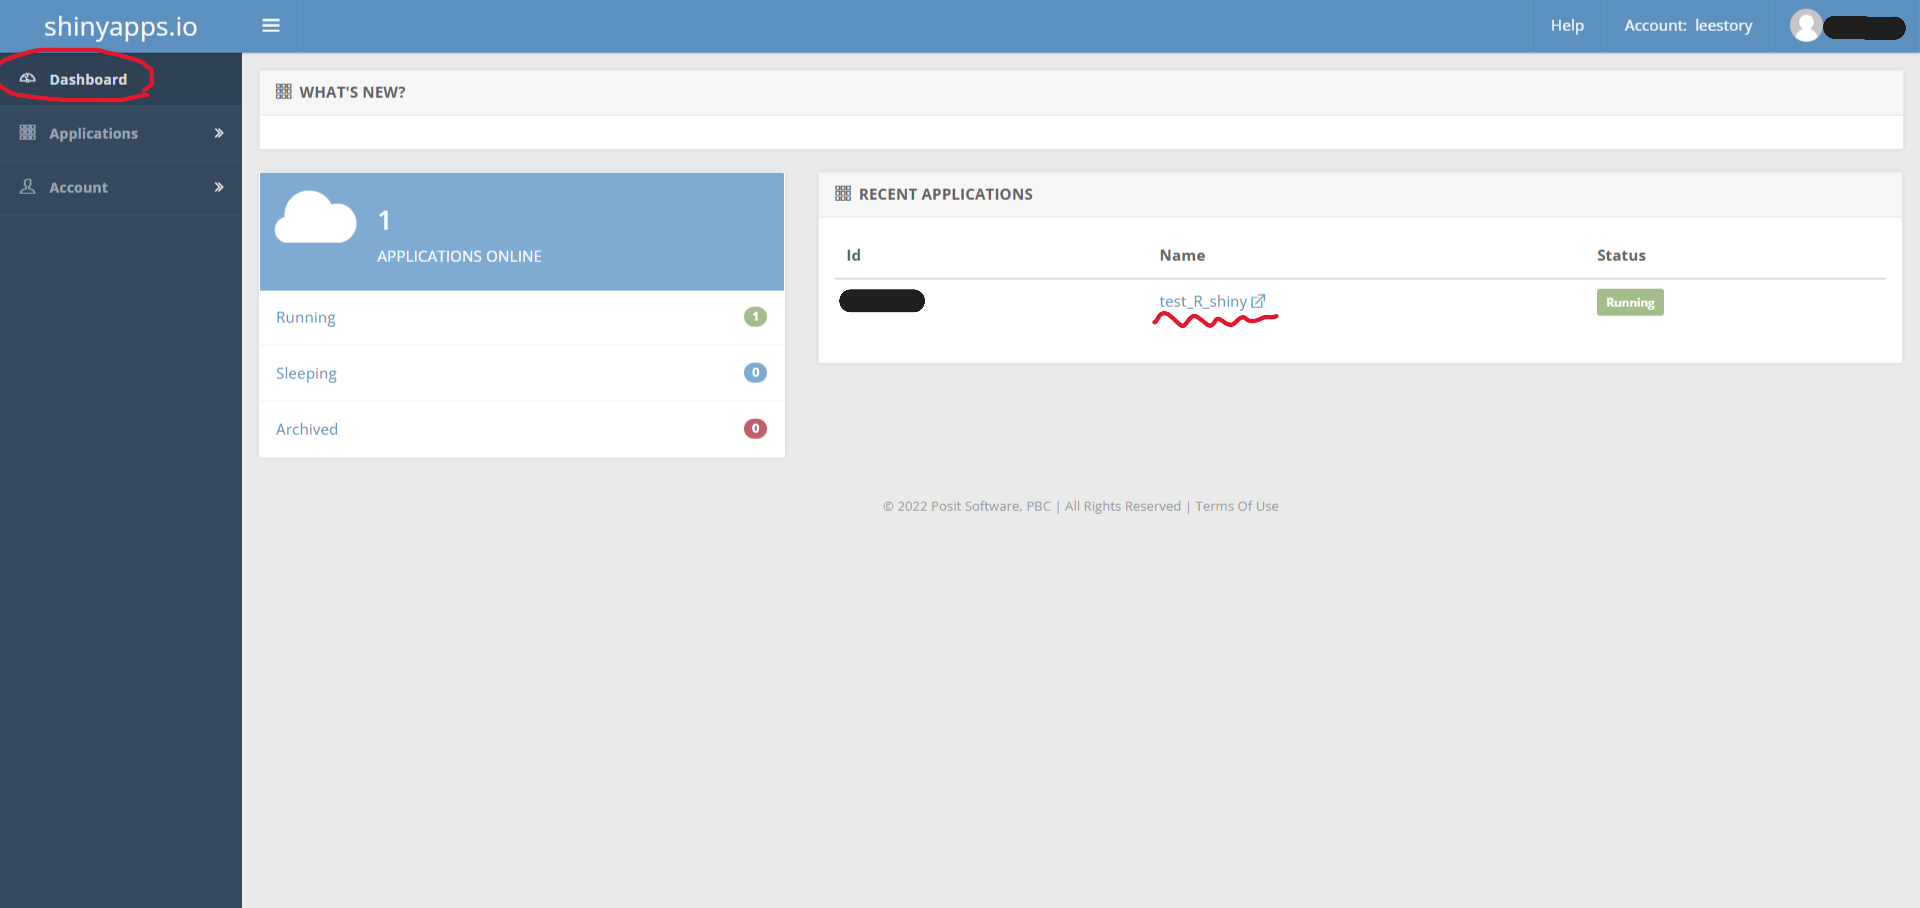 shinyapps.io
Help
Account: leestory
Dashboard
Applications
Account
WHAT'S NEW?
1
APPLICATIONS ONLINE
Running 1
Sleeping 0
Archived 0
RECENT APPLICATIONS
Id Name Status
test_R_shiny Running
© 2022 Posit Software, PBC | All Rights Reserved | Terms Of Use